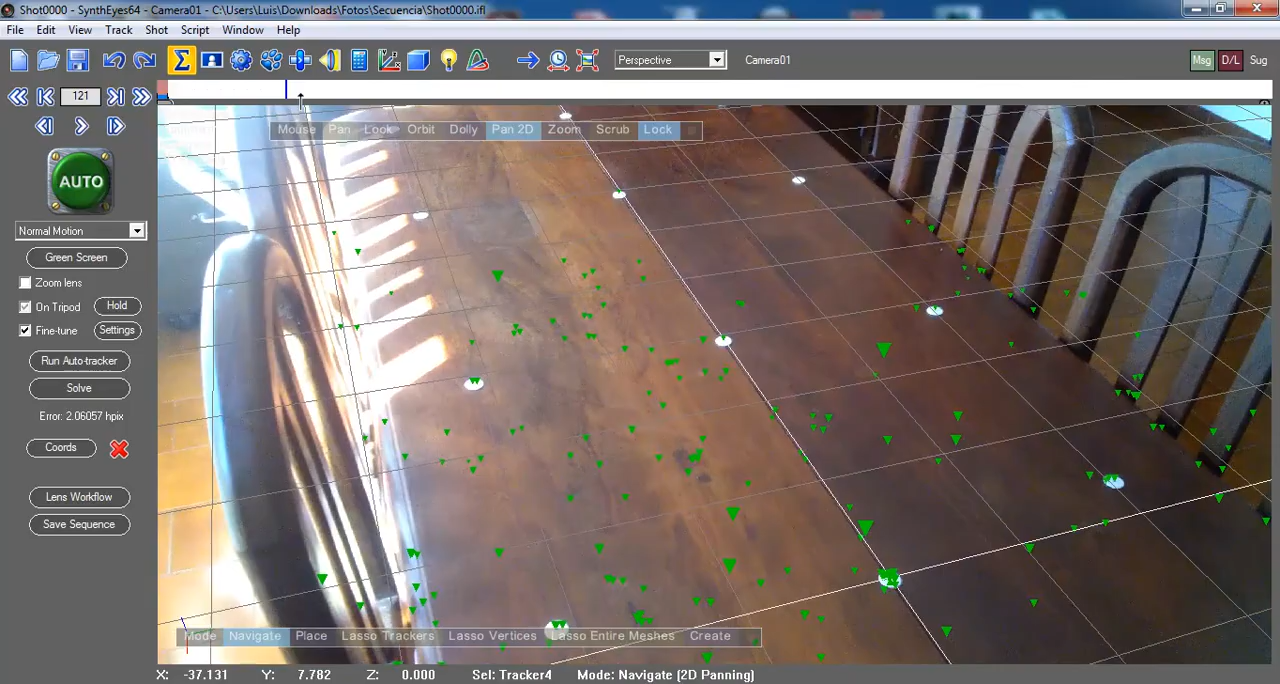 Shot0000 - SynthEyes64 - Camera01 - C:\Users\Luis\Downloads\Fotos\Secuencia\Shot0000.ifl
File Edit View Track Shot Script Window Help
Perspective Camera01 Msg D/L Sug
121
Mouse Pan Look Orbit Dolly Pan 2D Zoom Scrub Lock
AUTO
Normal Motion
Green Screen
Zoom lens
On Tripod Hold
Fine-tune Settings
Run Auto-tracker
Solve
Error: 2.06057 hpix
Coords
Lens Workflow
Save Sequence
Mode Navigate Place Lasso Trackers Lasso Vertices Lasso Entire Meshes Create
X: -37.131 Y: 7.782 Z: 0.000 Sel: Tracker4 Mode: Navigate (2D Panning)